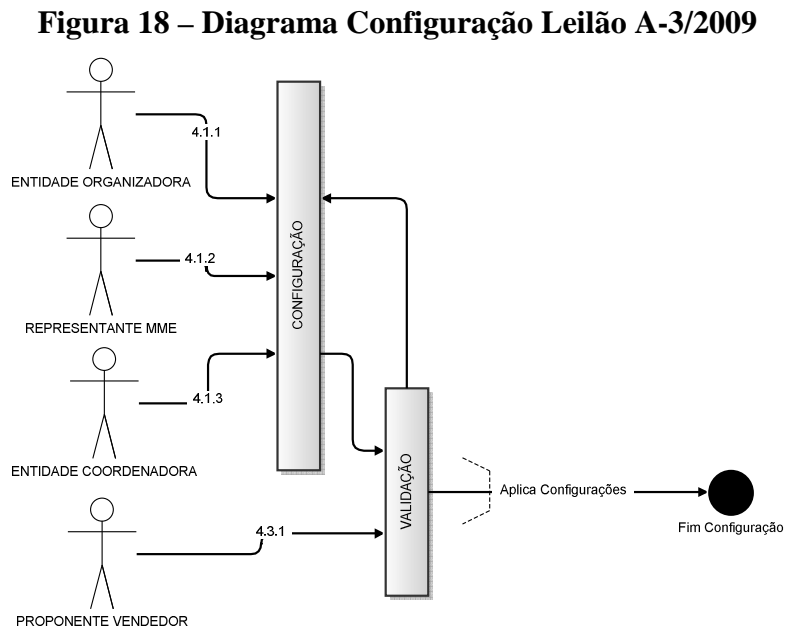 Figura 18 – Diagrama Configuração Leilão A-3/2009
4.1.1
ENTIDADE ORGANIZADORA
CONFIGURAÇÃO
4.1.2
REPRESENTANTE MME
4.1.3
ENTIDADE COORDENADORA
VALIDAÇÃO
Aplica Configurações
Fim Configuração
4.3.1
PROPONENTE VENDEDOR